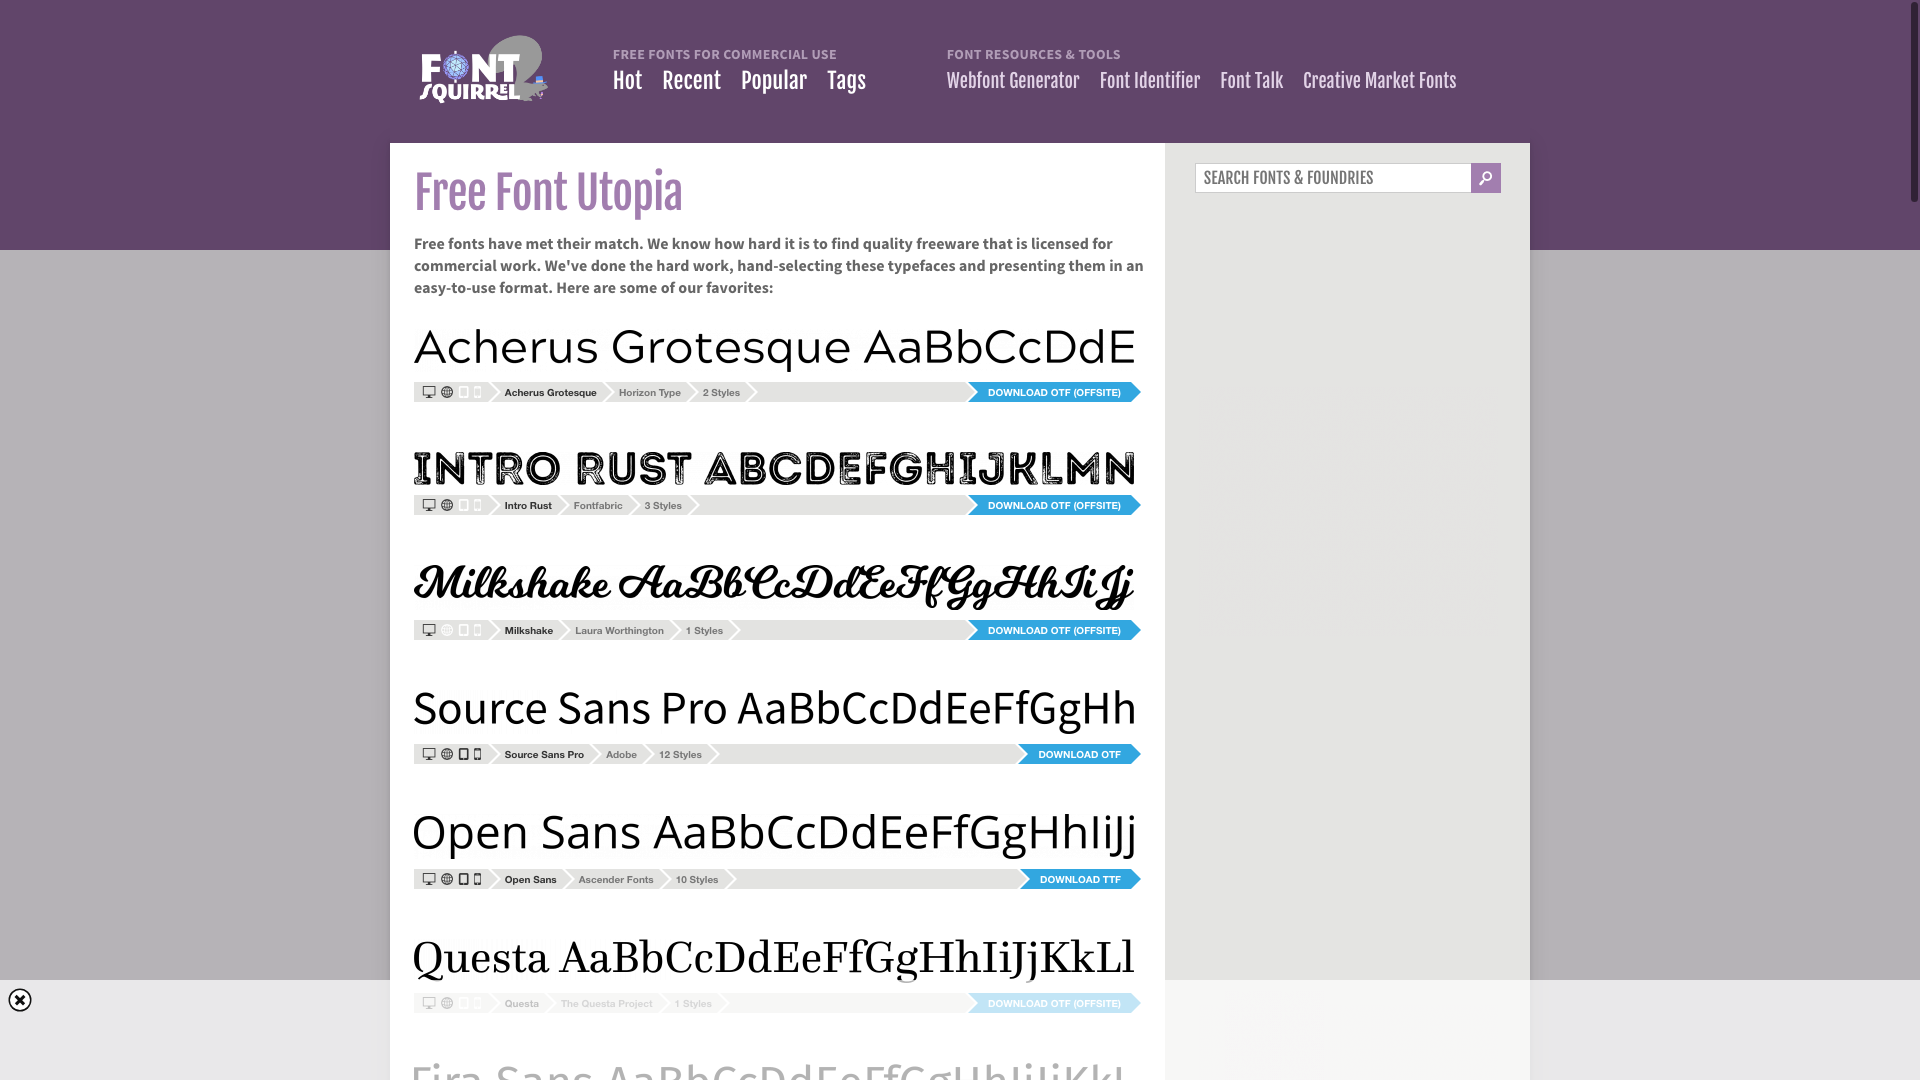 FONT
SQUIRREL
FREE FONTS FOR COMMERCIAL USE
Hot Recent Popular Tags
FONT RESOURCES & TOOLS
Webfont Generator Font Identifier Font Talk Creative Market Fonts
Free Font Utopia
SEARCH FONTS & FOUNDRIES
Free fonts have met their match. We know how hard it is to find quality freeware that is licensed for
commercial work. We've done the hard work, hand-selecting these typefaces and presenting them in an
easy-to-use format. Here are some of our favorites:
Acherus Grotesque AaBbCcDdE
Acherus Grotesque Horizon Type 2 Styles DOWNLOAD OTF (OFFSITE)
INTRO RUST ABCDEFGHIJKLMN
Intro Rust Fontfabric 3 Styles DOWNLOAD OTF (OFFSITE)
Milkshake AaBbCcDdEeFfGgHhIiJj
Milkshake Laura Worthington 1 Styles DOWNLOAD OTF (OFFSITE)
Source Sans Pro AaBbCcDdEeFfGgHh
Source Sans Pro Adobe 12 Styles DOWNLOAD OTF
Open Sans AaBbCcDdEeFfGgHhIiJj
Open Sans Ascender Fonts 10 Styles DOWNLOAD TTF
Questa AaBbCcDdEeFfGgHhIiJjKkLl
Questa The Questa Project 1 Styles DOWNLOAD OTF (OFFSITE)
Fira Sans AaBbCcDdEeFfGgHhIiJjKkL